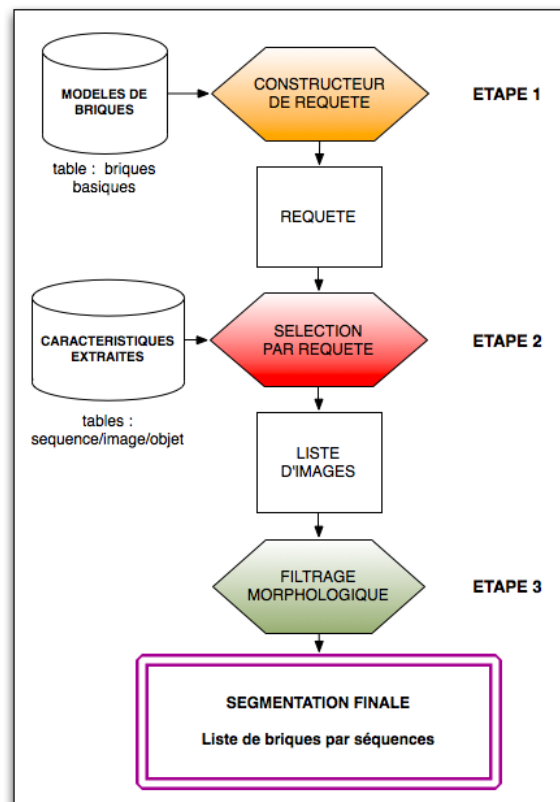 MODELES DE
BRIQUES
table : briques
basiques
CONSTRUCTEUR
DE REQUETE
ETAPE 1
REQUETE
CARACTERISTIQUES
EXTRAITES
tables :
sequence/image/objet
SELECTION
PAR REQUETE
ETAPE 2
LISTE
D'IMAGES
FILTRAGE
MORPHOLOGIQUE
ETAPE 3
SEGMENTATION FINALE
Liste de briques par séquences